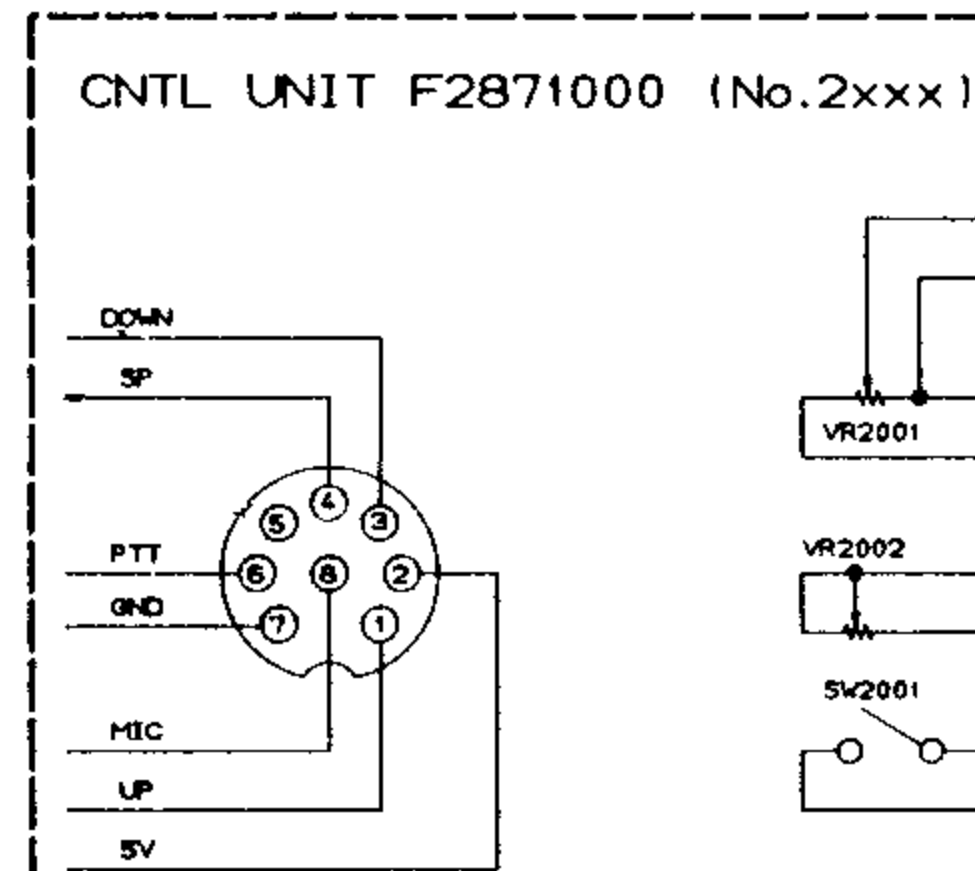 CNTL UNIT F2871000 (No.2xxx)
DOWN
SP
VR2001
4
5
3
PTT
VR2002
6
8
2
GND
7
1
SW2001
MIC
UP
5V